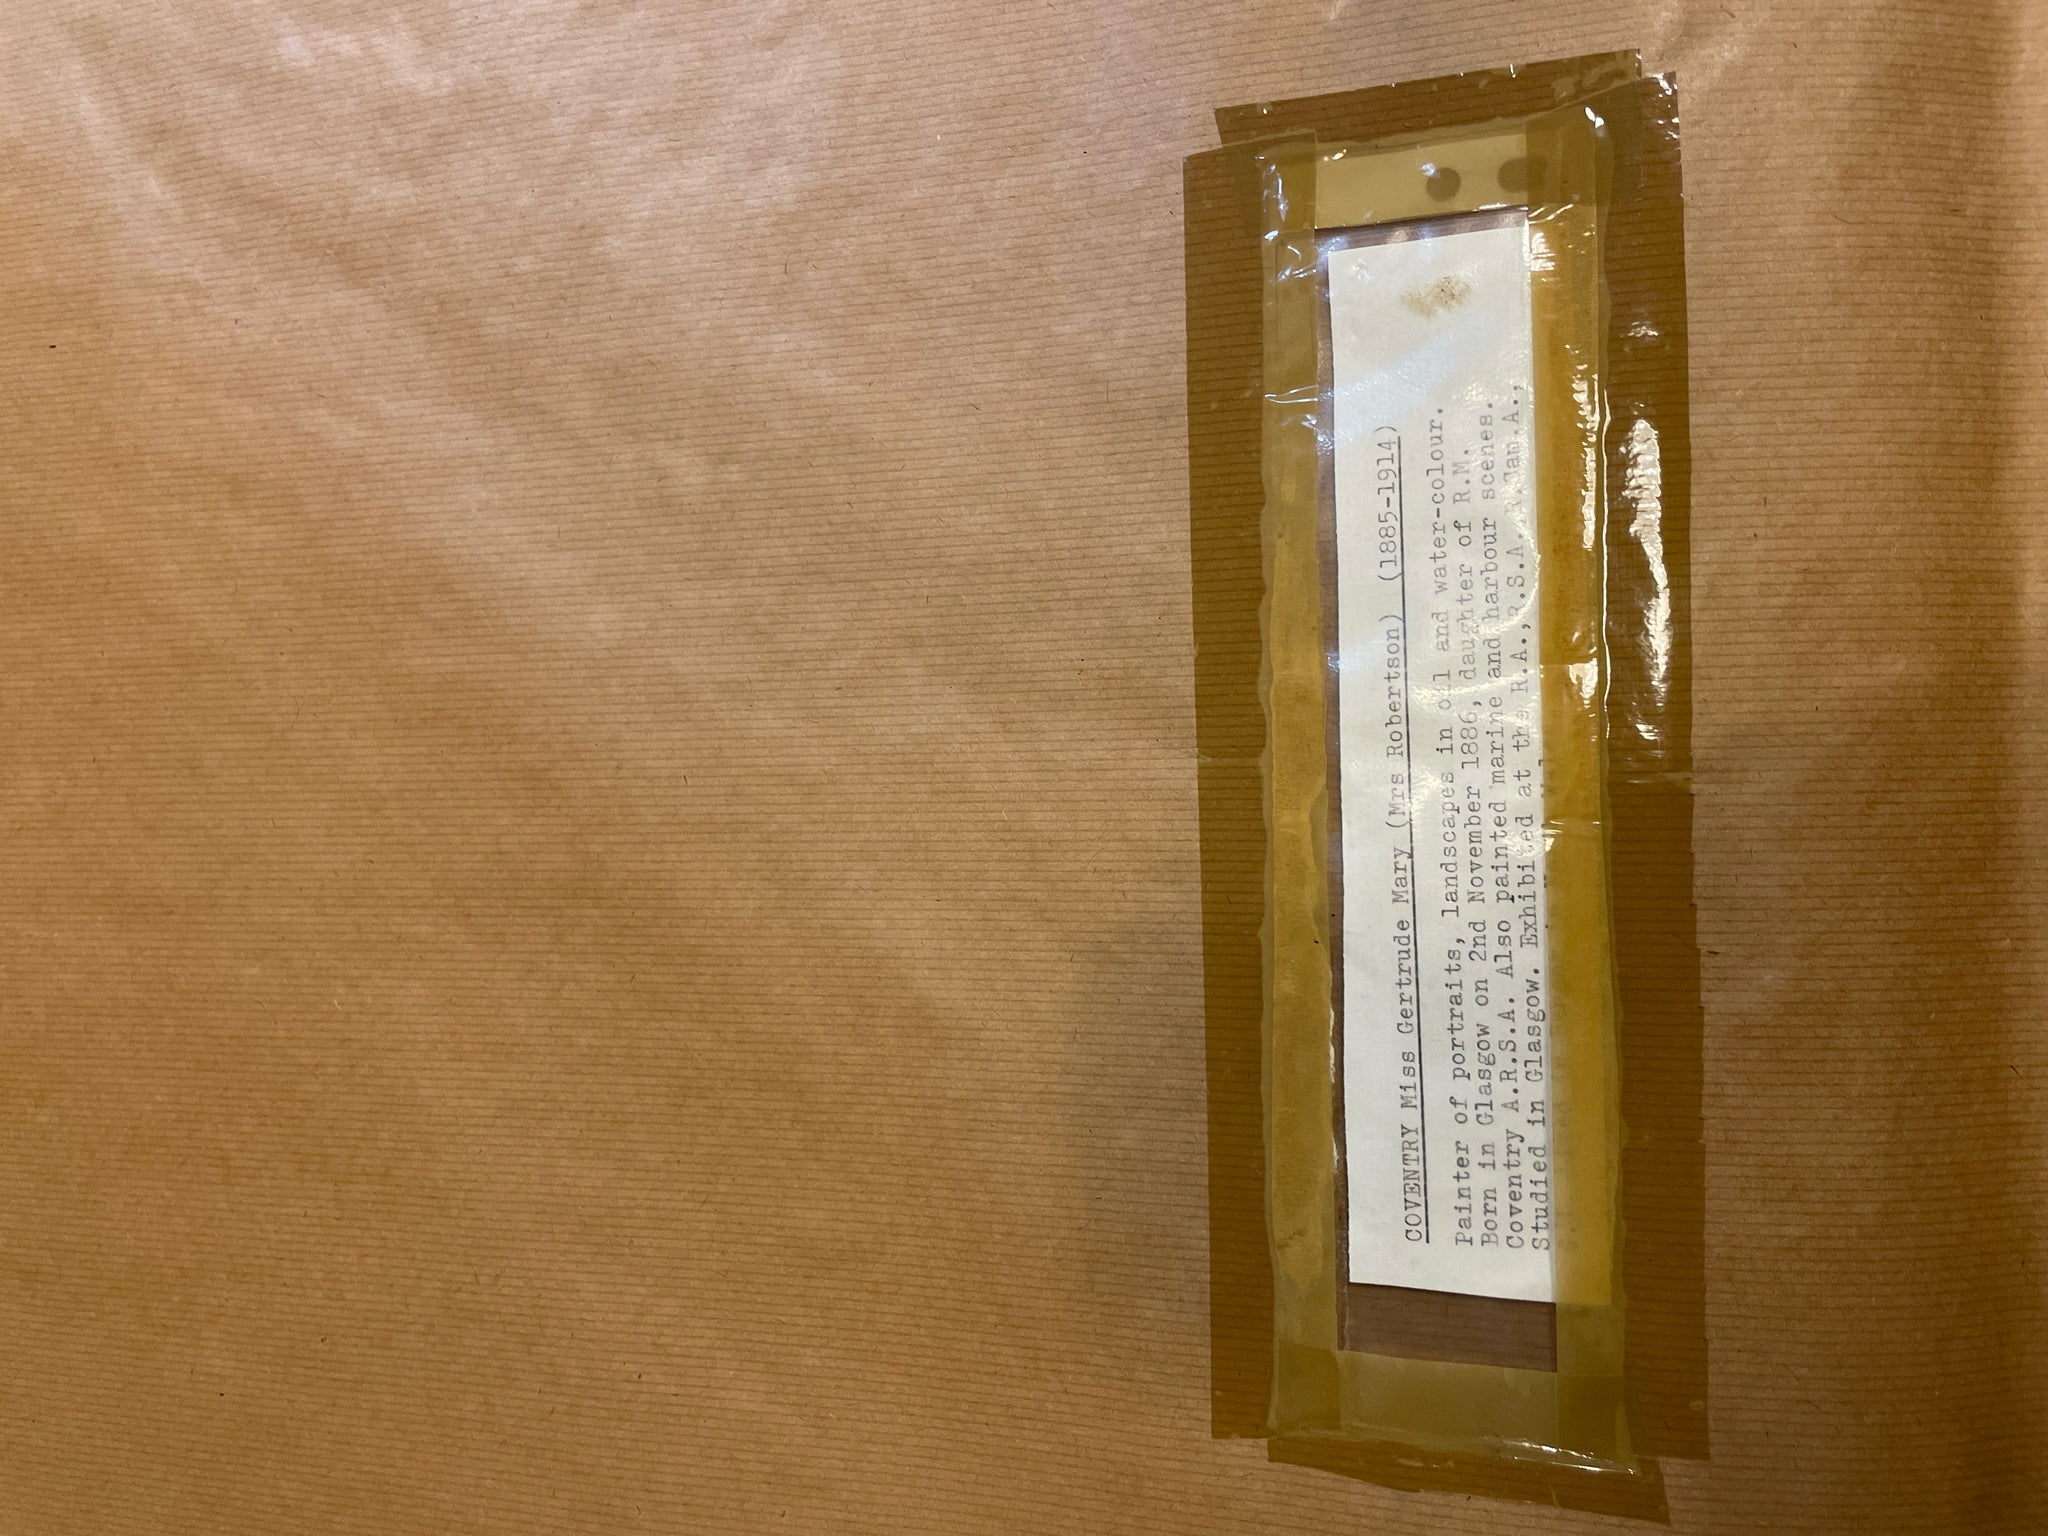 COVENTRY Miss Gertrude Mary (Mrs Robertson) (1885-1914)
Painter of portraits, landscapes in oil and water-colour.
Born in Glasgow on 2nd November 1886, daughter of R.M.
Coventry A.R.S.A. Also painted marine and harbour scenes.
Studied in Glasgow. Exhibited at the R.A., R.S.A., R.Cam.A.,